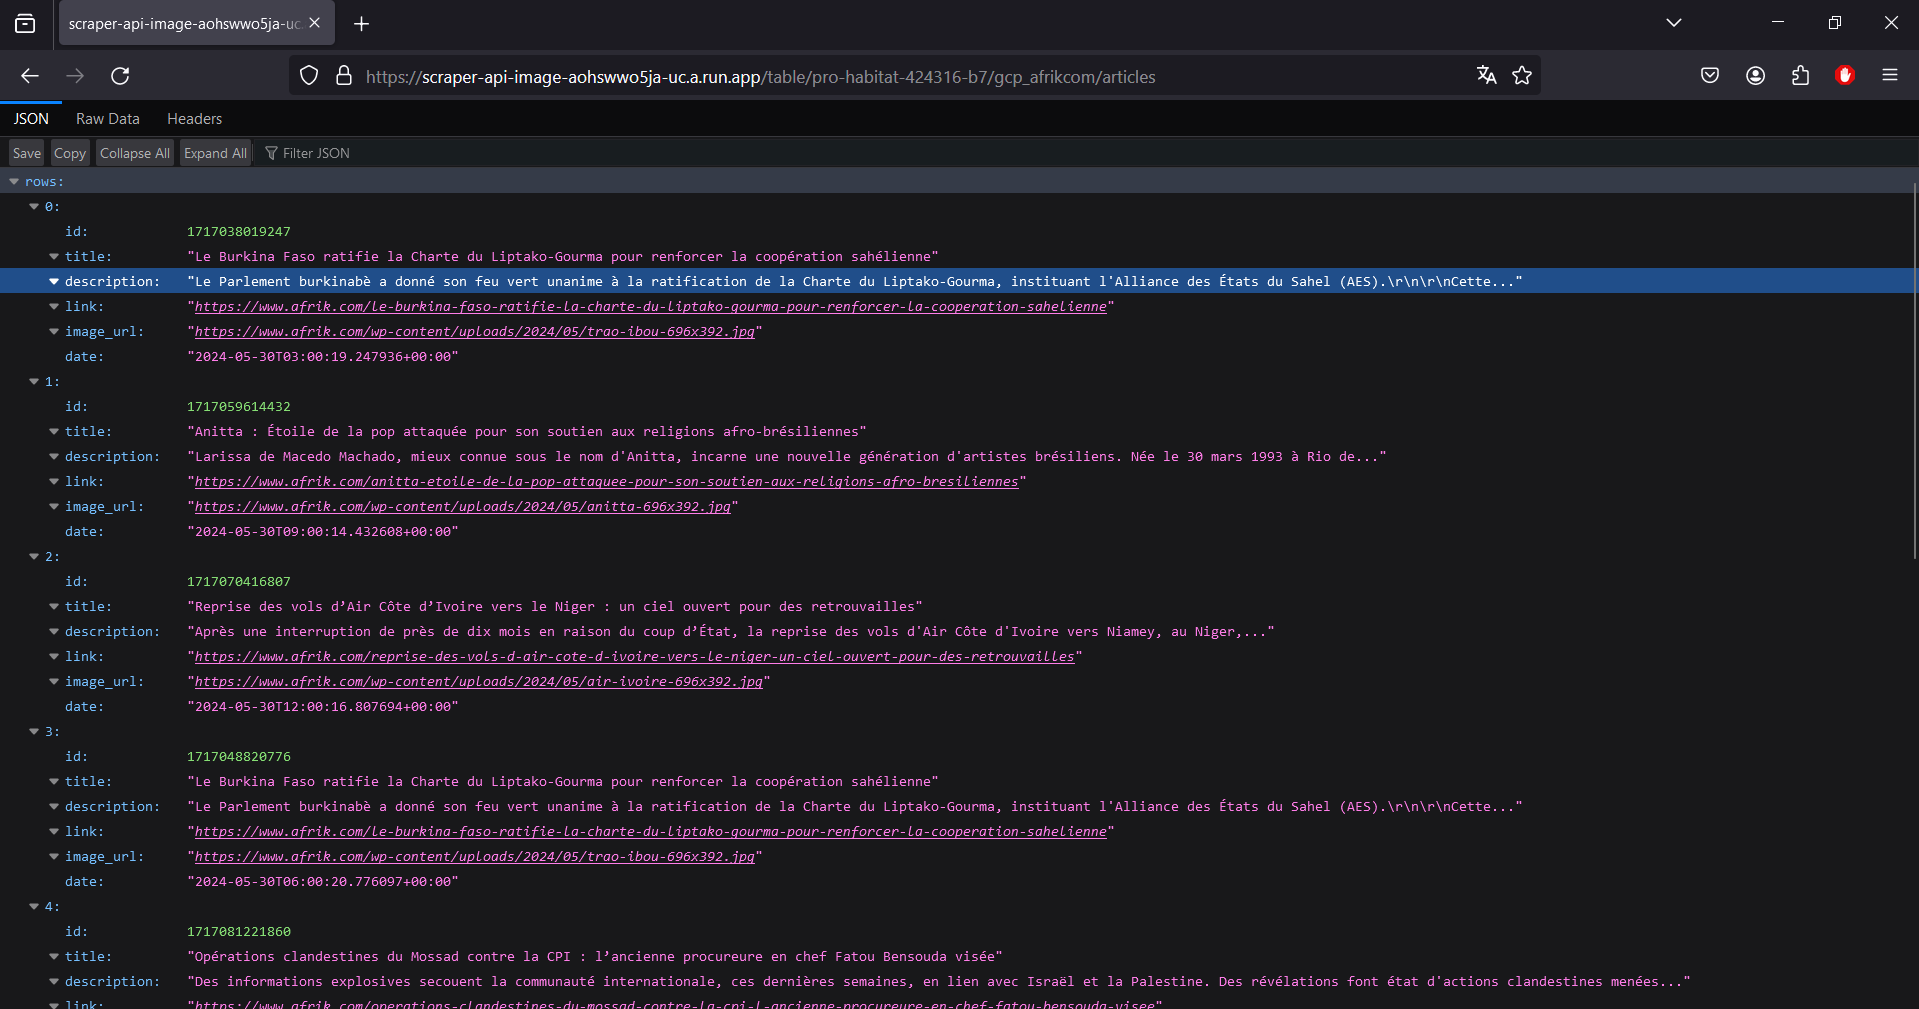 scraper-api-image-aohswwo5ja-uc.
https://scraper-api-image-aohswwo5ja-uc.a.run.app/table/pro-habitat-424316-b7/gcp_afrikcom/articles
JSON Raw Data Headers
Save Copy Collapse All Expand All Filter JSON
rows:
0:
id: 1717038019247
title: "Le Burkina Faso ratifie la Charte du Liptako-Gourma pour renforcer la coopération sahélienne"
description: "Le Parlement burkinabè a donné son feu vert unanime à la ratification de la Charte du Liptako-Gourma, instituant l'Alliance des États du Sahel (AES).\r\n\r\nCette..."
link: "https://www.afrik.com/le-burkina-faso-ratifie-la-charte-du-liptako-gourma-pour-renforcer-la-cooperation-sahelienne"
image_url: "https://www.afrik.com/wp-content/uploads/2024/05/trao-ibou-696x392.jpg"
date: "2024-05-30T03:00:19.247936+00:00"
1:
id: 1717059614432
title: "Anitta : Étoile de la pop attaquée pour son soutien aux religions afro-brésiliennes"
description: "Larissa de Macedo Machado, mieux connue sous le nom d'Anitta, incarne une nouvelle génération d'artistes brésiliens. Née le 30 mars 1993 à Rio de..."
link: "https://www.afrik.com/anitta-etoile-de-la-pop-attaquee-pour-son-soutien-aux-religions-afro-bresiliennes"
image_url: "https://www.afrik.com/wp-content/uploads/2024/05/anitta-696x392.jpg"
date: "2024-05-30T09:00:14.432608+00:00"
2:
id: 1717070416807
title: "Reprise des vols d’Air Côte d’Ivoire vers le Niger : un ciel ouvert pour des retrouvailles"
description: "Après une interruption de près de dix mois en raison du coup d’État, la reprise des vols d'Air Côte d'Ivoire vers Niamey, au Niger,..."
link: "https://www.afrik.com/reprise-des-vols-d-air-cote-d-ivoire-vers-le-niger-un-ciel-ouvert-pour-des-retrouvailles"
image_url: "https://www.afrik.com/wp-content/uploads/2024/05/air-ivoire-696x392.jpg"
date: "2024-05-30T12:00:16.807694+00:00"
3:
id: 1717048820776
title: "Le Burkina Faso ratifie la Charte du Liptako-Gourma pour renforcer la coopération sahélienne"
description: "Le Parlement burkinabè a donné son feu vert unanime à la ratification de la Charte du Liptako-Gourma, instituant l'Alliance des États du Sahel (AES).\r\n\r\nCette..."
link: "https://www.afrik.com/le-burkina-faso-ratifie-la-charte-du-liptako-gourma-pour-renforcer-la-cooperation-sahelienne"
image_url: "https://www.afrik.com/wp-content/uploads/2024/05/trao-ibou-696x392.jpg"
date: "2024-05-30T06:00:20.776097+00:00"
4:
id: 1717081221860
title: "Opérations clandestines du Mossad contre la CPI : l’ancienne procureure en chef Fatou Bensouda visée"
description: "Des informations explosives secouent la communauté internationale, ces dernières semaines, en lien avec Israël et la Palestine. Des révélations font état d'actions clandestines menées..."
link: "https://www.afrik.com/operations-clandestines-du-mossad-contre-la-cpi-l-ancienne-procureure-en-chef-fatou-bensouda-visee"